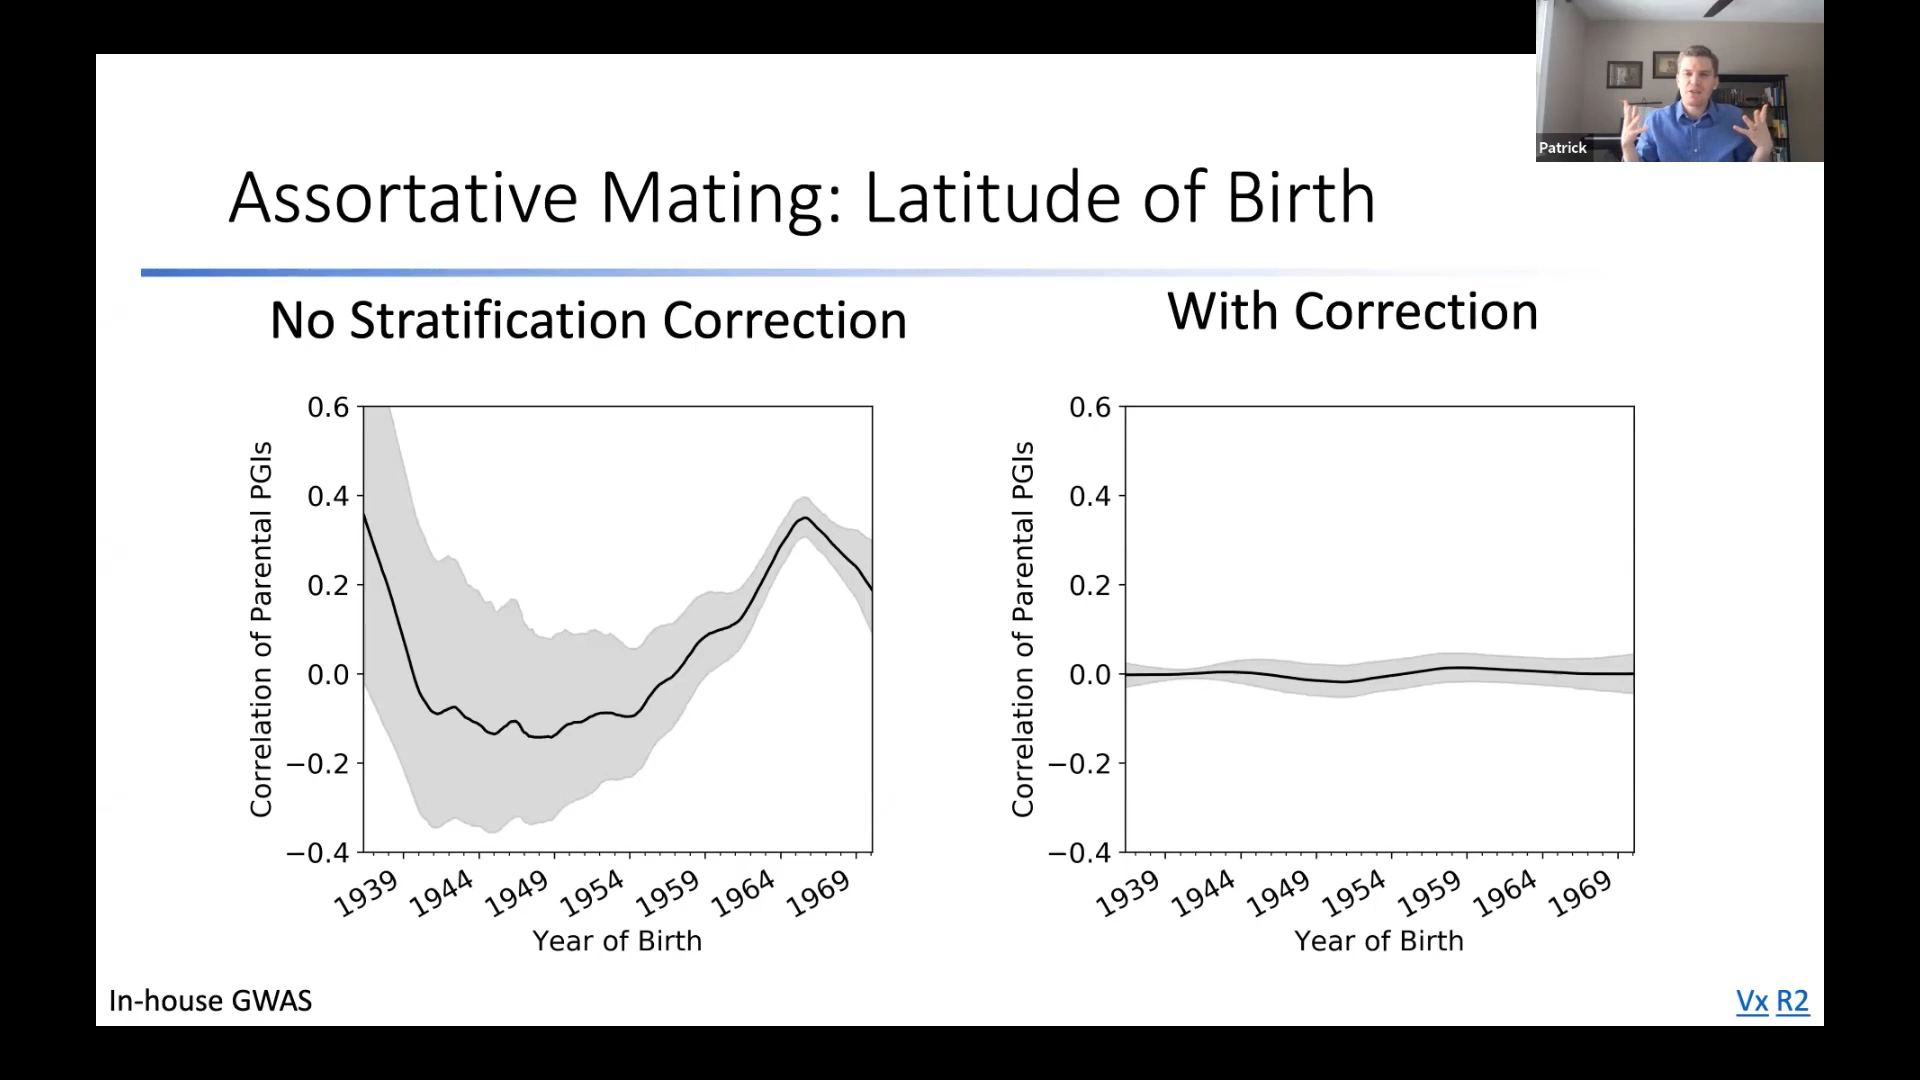 Patrick
Assortative Mating: Latitude of Birth
No Stratification Correction
With Correction
0.6
0.4
0.2
0.0
−0.2
−0.4
Correlation of Parental PGIs
1939
1944
1949
1954
1959
1964
1969
Year of Birth
0.6
0.4
0.2
0.0
−0.2
−0.4
Correlation of Parental PGIs
1939
1944
1949
1954
1959
1964
1969
Year of Birth
In-house GWAS
Vx R2